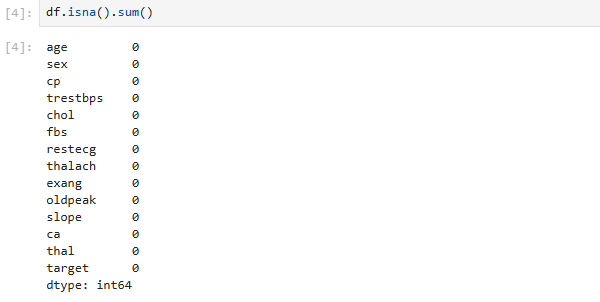 [4]: df.isna().sum()
[4]: age 0
sex 0
cp 0
trestbps 0
chol 0
fbs 0
restecg 0
thalach 0
exang 0
oldpeak 0
slope 0
ca 0
thal 0
target 0
dtype: int64